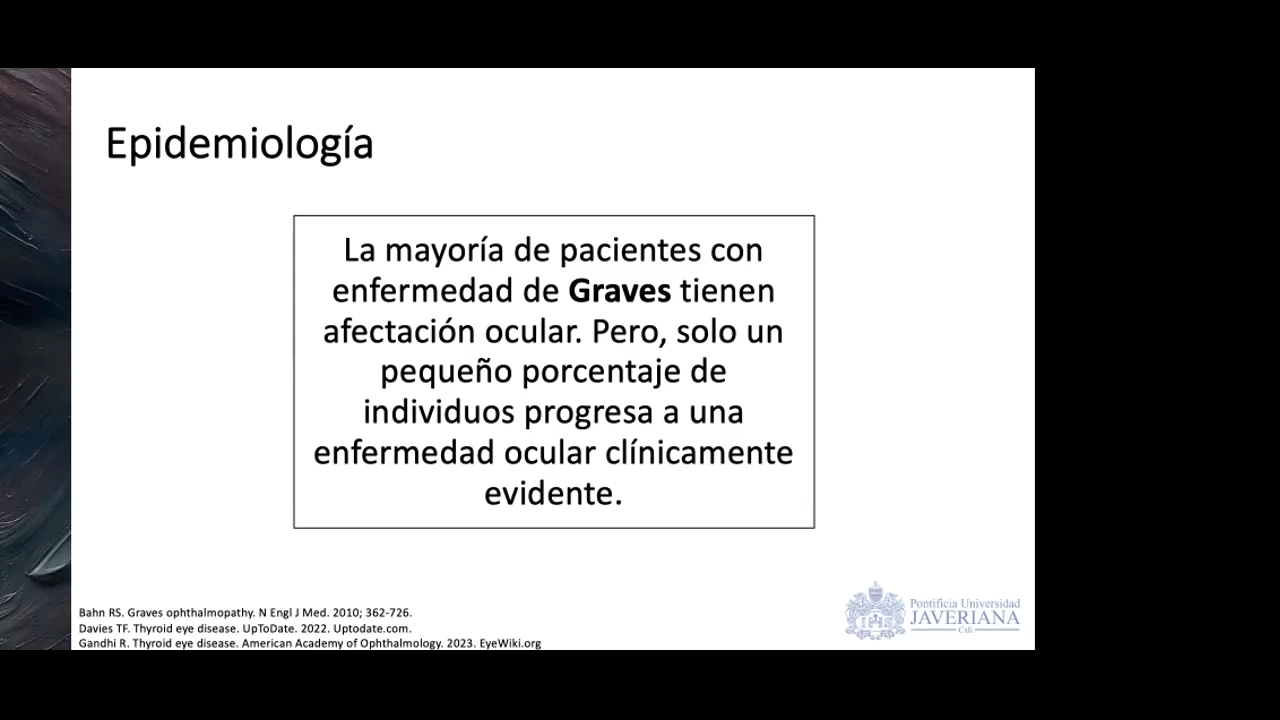 Epidemiología
La mayoría de pacientes con
enfermedad de Graves tienen
afectación ocular. Pero, solo un
pequeño porcentaje de
individuos progresa a una
enfermedad ocular clínicamente
evidente.
Bahn RS. Graves ophthalmopathy. N Engl J Med. 2010; 362-726.
Davies TF. Thyroid eye disease. UpToDate. 2022. Uptodate.com.
Gandhi R. Thyroid eye disease. American Academy of Ophthalmology. 2023. EyeWiki.org
Pontificia Universidad
JAVERIANA
Cali
IHS